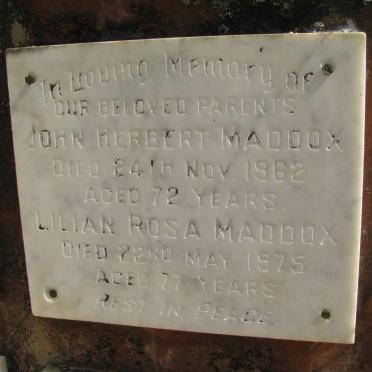 In Loving Memory of
OUR BELOVED PARENTS
JOHN HERBERT MADDOX
DIED 24TH NOV. 1962
AGED 72 YEARS.
LILIAN ROSA MADDOX
DIED 22ND MAY 1975
AGED 77 YEARS
REST IN PEACE.